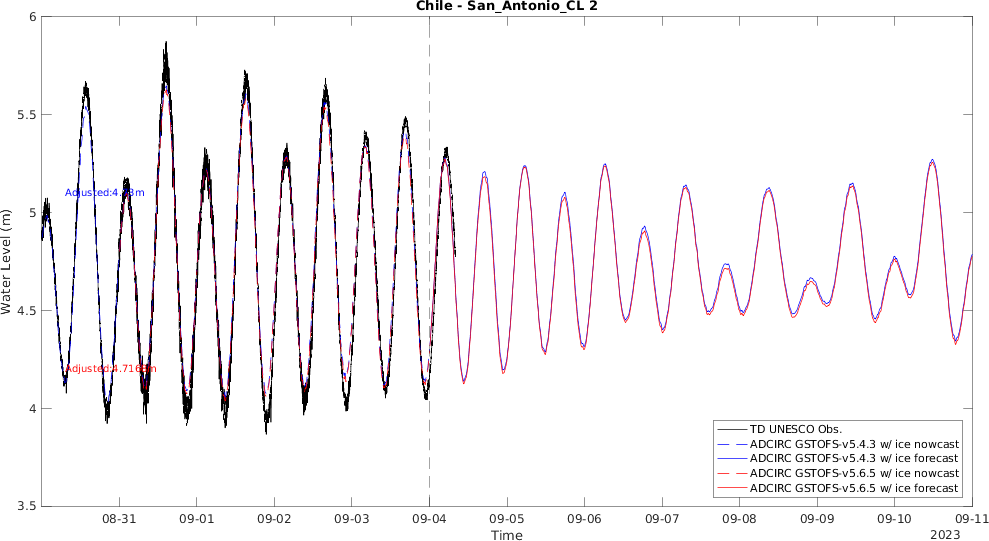 Chile - San_Antonio_CL 2
6
5.5
5
4.5
4
3.5
Water Level (m)
Adjusted:
Adjusted:
08-31
09-01
09-02
09-03
09-04
09-05
09-06
09-07
09-08
09-09
09-10
09-11
Time
2023
TD UNESCO Obs.
ADCIRC GSTOFS-v5.4.3 w/ ice nowcast
ADCIRC GSTOFS-v5.4.3 w/ ice forecast
ADCIRC GSTOFS-v5.6.5 w/ ice nowcast
ADCIRC GSTOFS-v5.6.5 w/ ice forecast